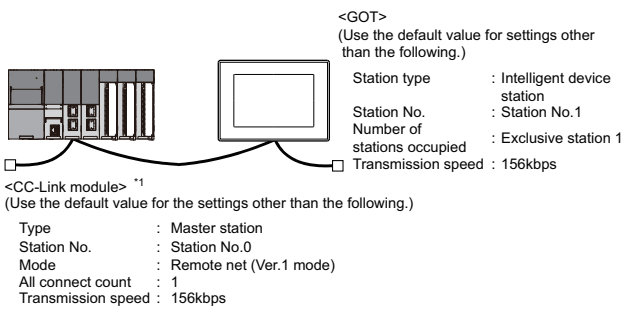 <GOT>
(Use the default value for settings other
than the following.)
Station type : Intelligent device
station
Station No. : Station No.1
Number of
stations occupied : Exclusive station 1
Transmission speed : 156kbps
<CC-Link module> *1
(Use the default value for the settings other than the following.)
Type : Master station
Station No. : Station No.0
Mode : Remote net (Ver.1 mode)
All connect count : 1
Transmission speed : 156kbps